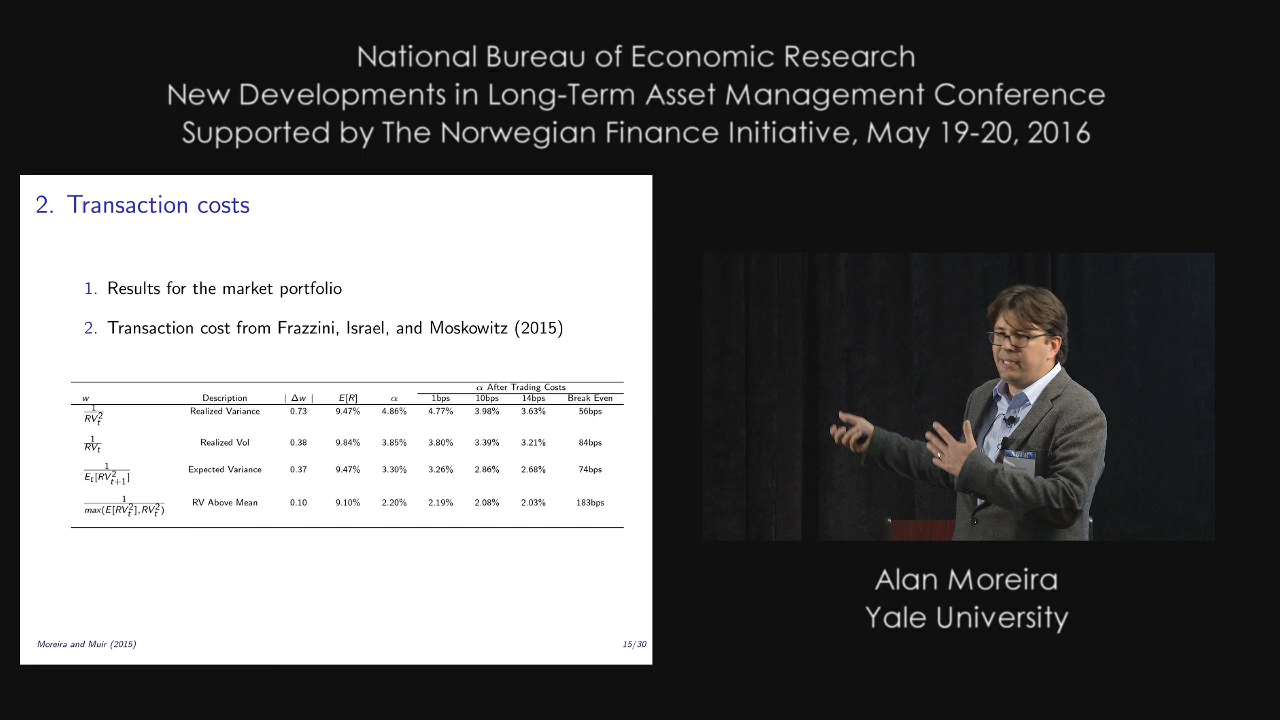 National Bureau of Economic Research
New Developments in Long-Term Asset Management Conference
Supported by The Norwegian Finance Initiative, May 19-20, 2016
2. Transaction costs
1. Results for the market portfolio
2. Transaction cost from Frazzini, Israel, and Moskowitz (2015)
α After Trading Costs
w Description | Δw | E[R] α 1bps 10bps 14bps Break Even
1/RV²_t Realized Variance 0.73 9.47% 4.86% 4.77% 3.98% 3.63% 56bps
1/RV_t Realized Vol 0.38 9.84% 3.85% 3.80% 3.39% 3.21% 84bps
1/E_t[RV²_{t+1}] Expected Variance 0.37 9.47% 3.30% 3.26% 2.86% 2.68% 74bps
1/max(E[RV²_t],RV²_t) RV Above Mean 0.10 9.10% 2.20% 2.19% 2.08% 2.03% 183bps
Moreira and Muir (2015) 15/30
Alan Moreira
Yale University